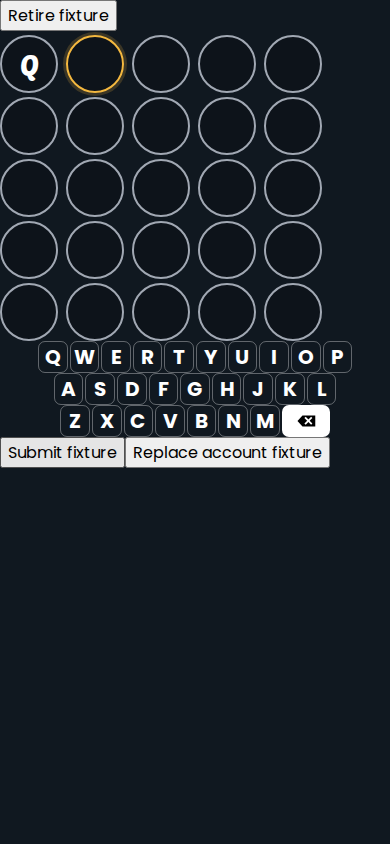 Retire fixture
Q
Q W E R T Y U I O P
A S D F G H J K L
Z X C V B N M
Submit fixture Replace account fixture